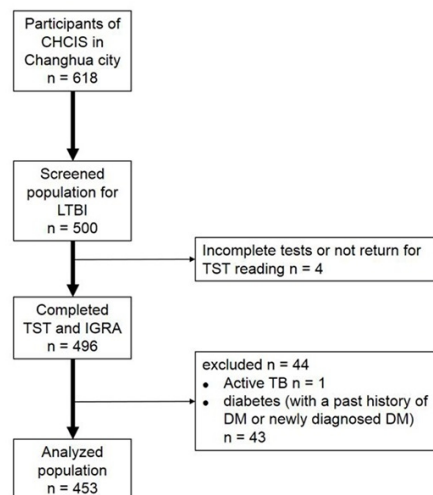 Participants of
CHCIS in
Changhua city
n = 618
Screened
population for
LTBI
n = 500
Incomplete tests or not return for
TST reading n = 4
Completed
TST and IGRA
n = 496
excluded n = 44
• Active TB n = 1
• diabetes (with a past history of
DM or newly diagnosed DM)
n = 43
Analyzed
population
n = 453